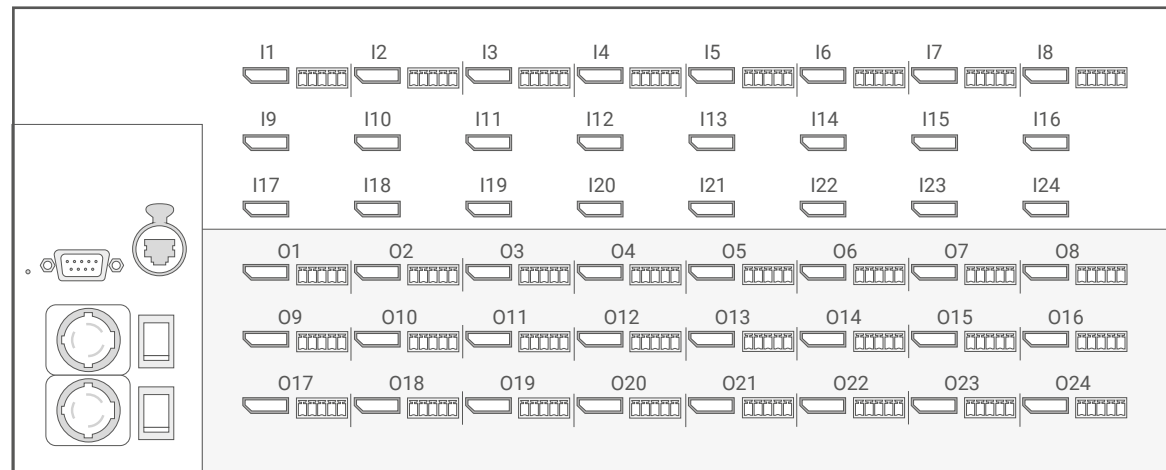 I1 I2 I3 I4 I5 I6 I7 I8
I9 I10 I11 I12 I13 I14 I15 I16
I17 I18 I19 I20 I21 I22 I23 I24
O1 O2 O3 O4 O5 O6 O7 O8
O9 O10 O11 O12 O13 O14 O15 O16
O17 O18 O19 O20 O21 O22 O23 O24